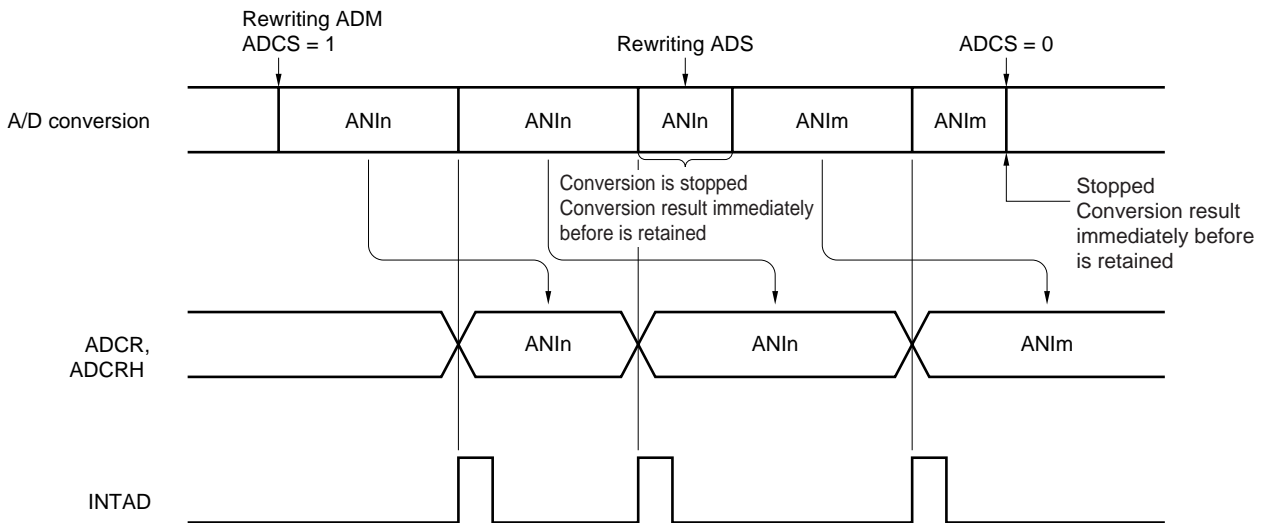 Rewriting ADM
ADCS = 1
Rewriting ADS
ADCS = 0
A/D conversion
ANIn
ANIn
ANIn
ANIm
ANIm
Conversion is stopped
Conversion result immediately
before is retained
Stopped
Conversion result
immediately before
is retained
ADCR,
ADCRH
ANIn
ANIn
ANIm
INTAD